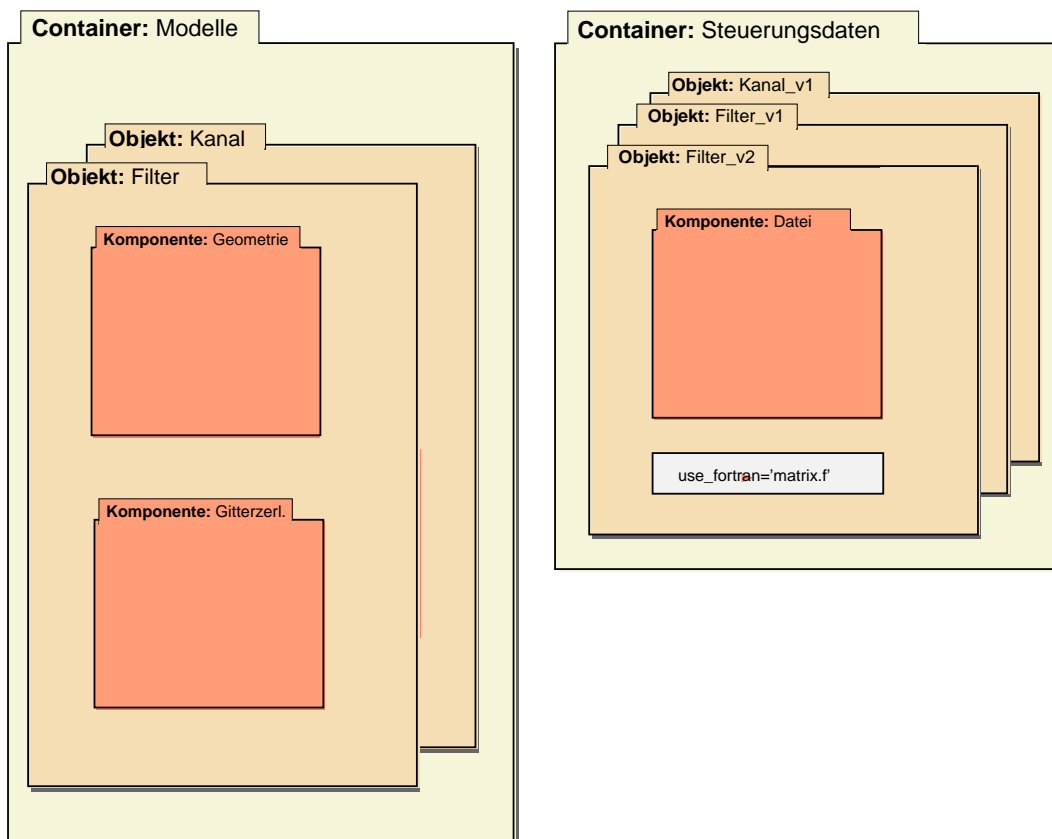 Container: Modelle
Objekt: Kanal
Objekt: Filter
Komponente: Geometrie
Komponente: Gitterzerl.
Container: Steuerungsdaten
Objekt: Kanal_v1
Objekt: Filter_v1
Objekt: Filter_v2
Komponente: Datei
use_fortran=’matrix.f’